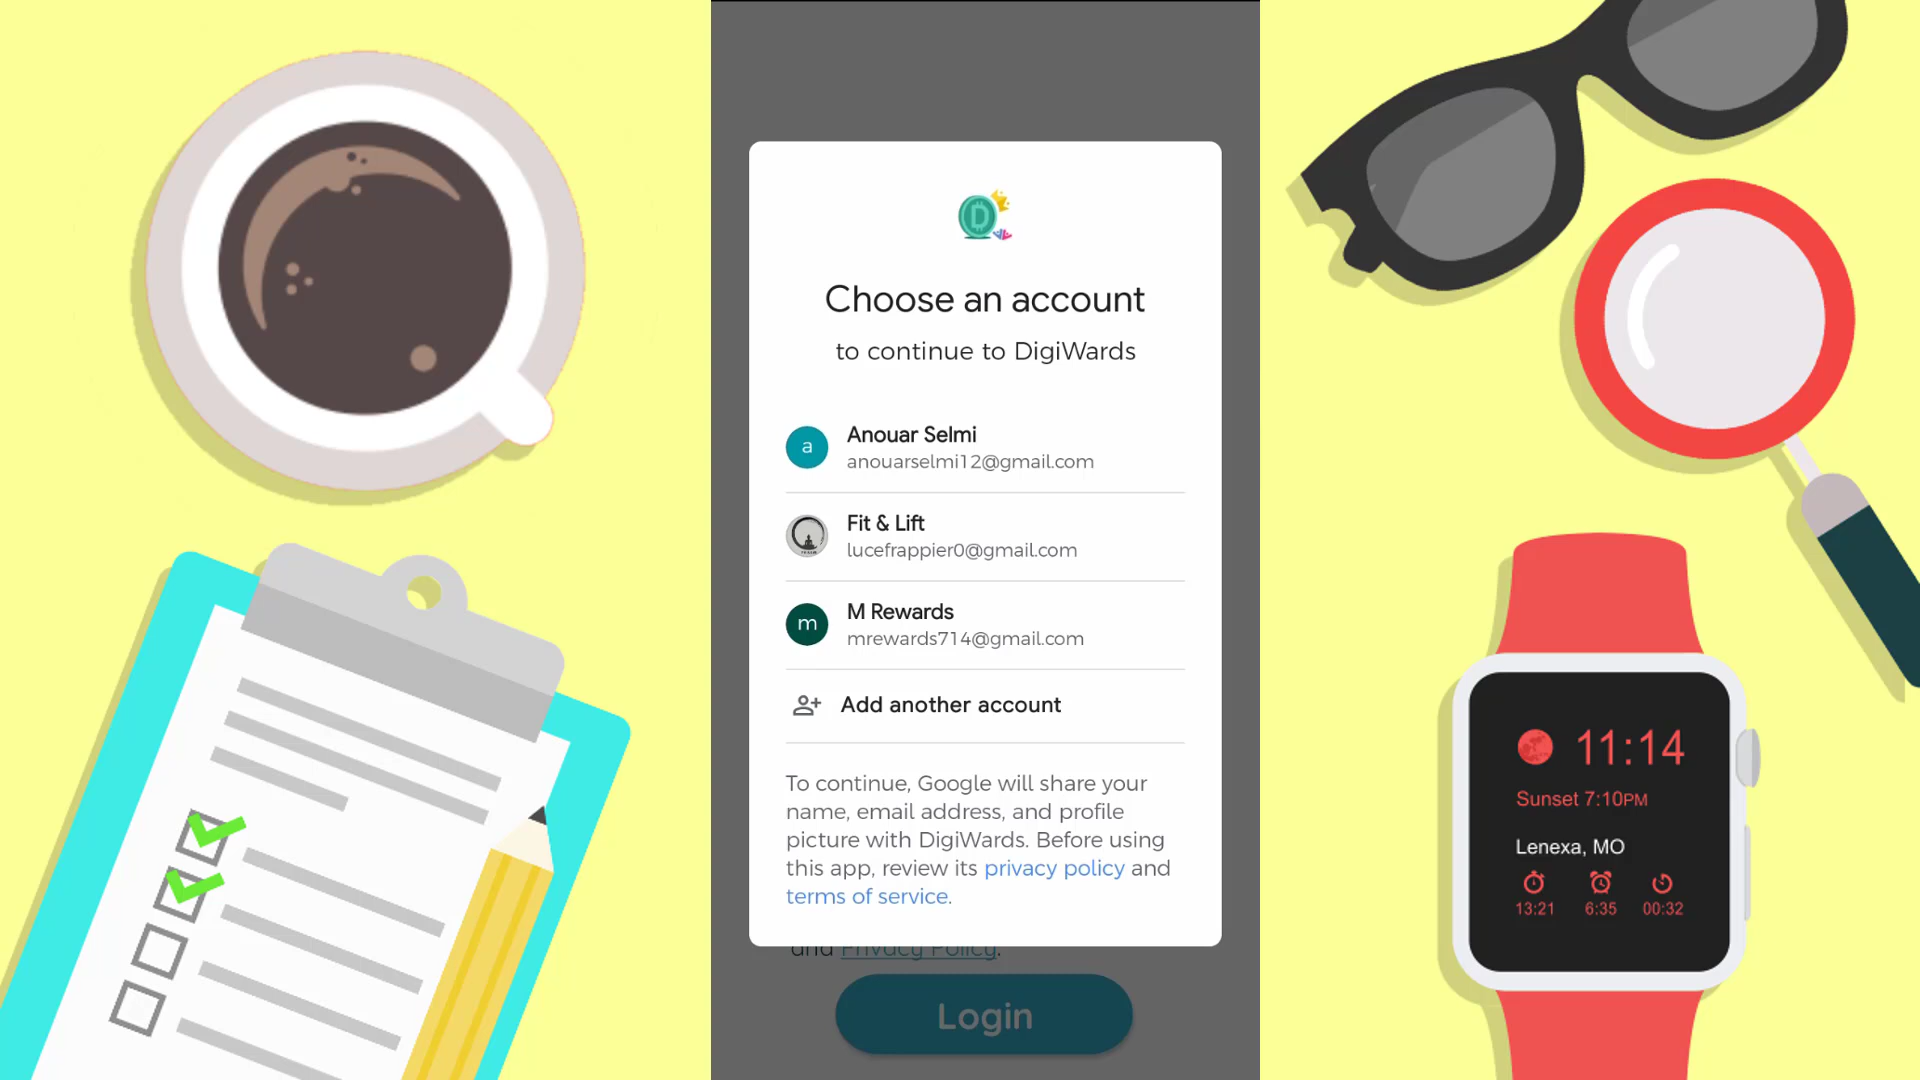 Choose an account
to continue to DigiWards
a
Anouar Selmi
anouarselmi12@gmail.com
Fit & Lift
lucefrappier0@gmail.com
m
M Rewards
mrewards714@gmail.com
Add another account
To continue, Google will share your
name, email address, and profile
picture with DigiWards. Before using
this app, review its privacy policy and
terms of service.
and Privacy Policy.
Login
11:14
Sunset 7:10PM
Lenexa, MO
13:21 6:35 00:32